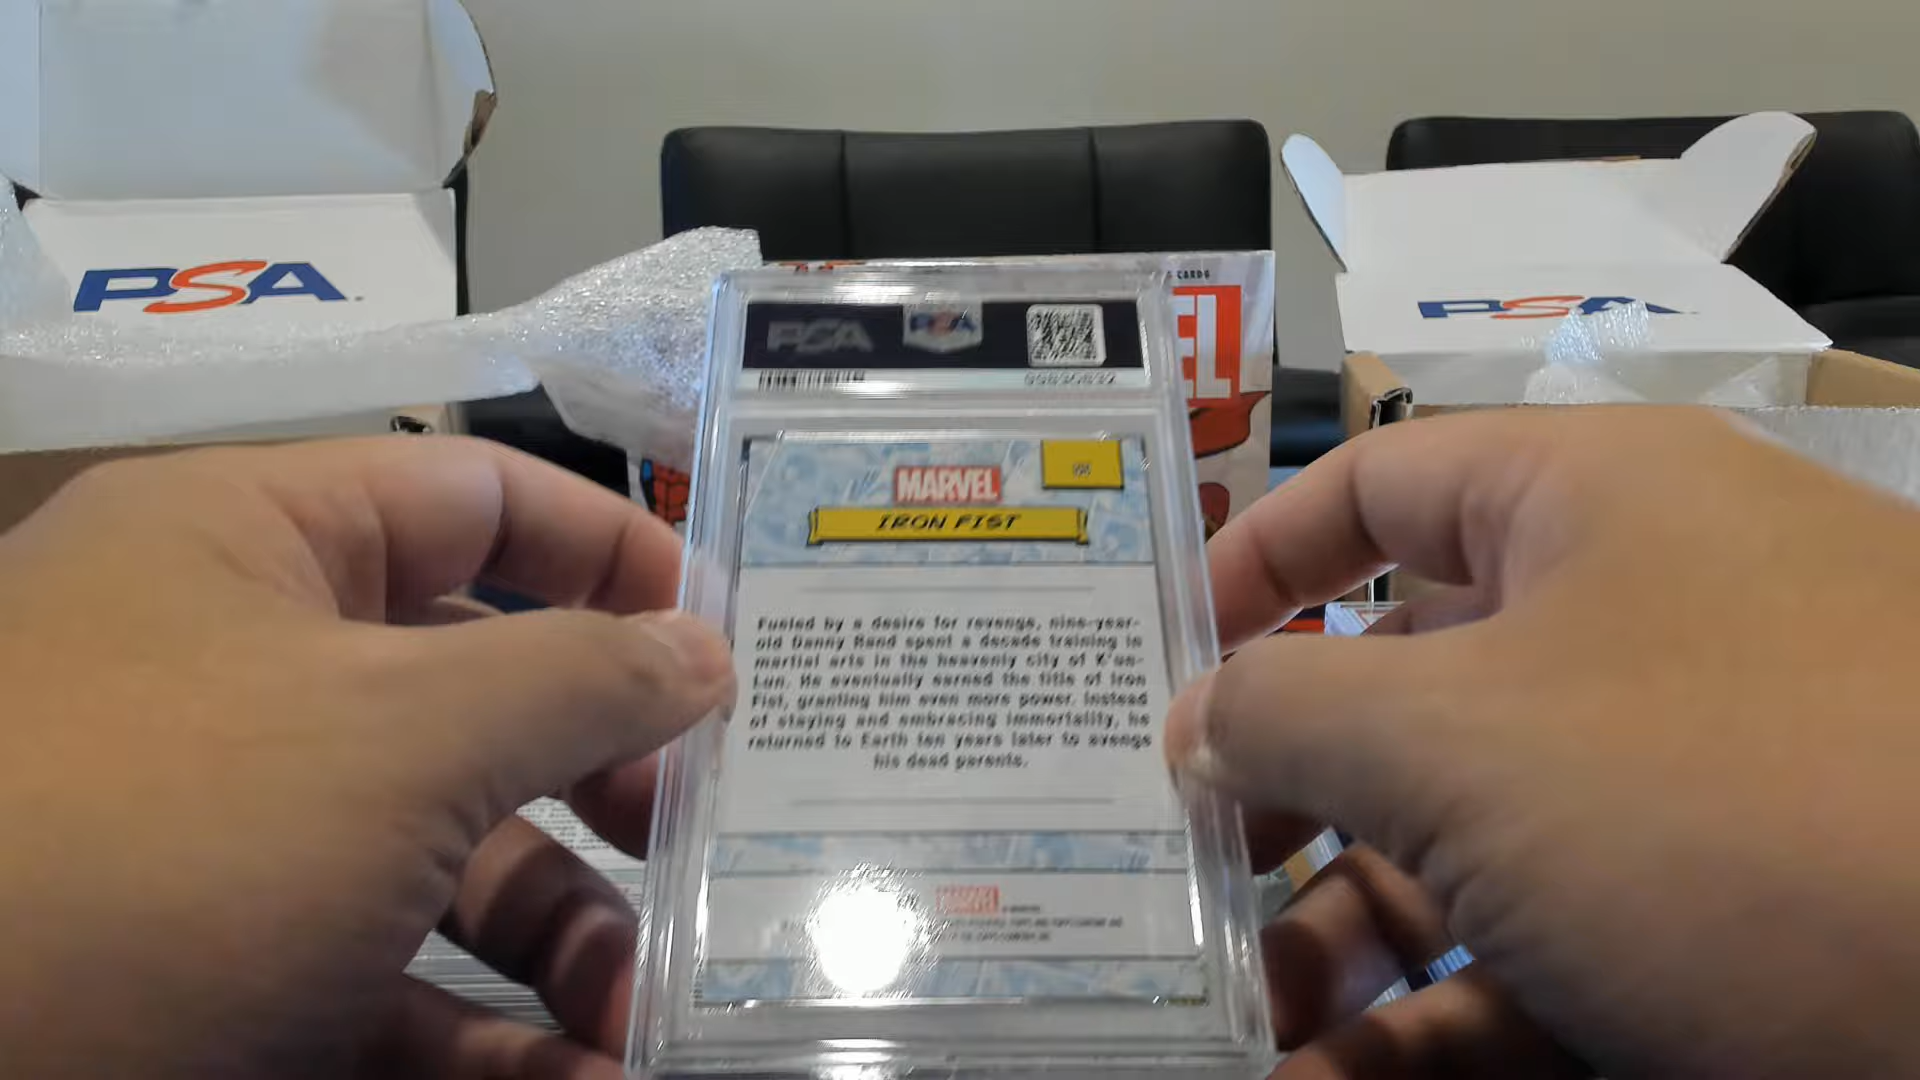 PSA
PSA
CARDS
PSA
PSA
EL
MARVEL
IRON FIST
Fueled by a desire for revenge, nine-year-
old Danny Rand spent a decade training in
martial arts in the heavenly city of K'un-
Lun. He eventually earned the title of Iron
Fist, granting him even more power. Instead
of staying and embracing immortality, he
returned to Earth ten years later to avenge
his dead parents.
MARVEL